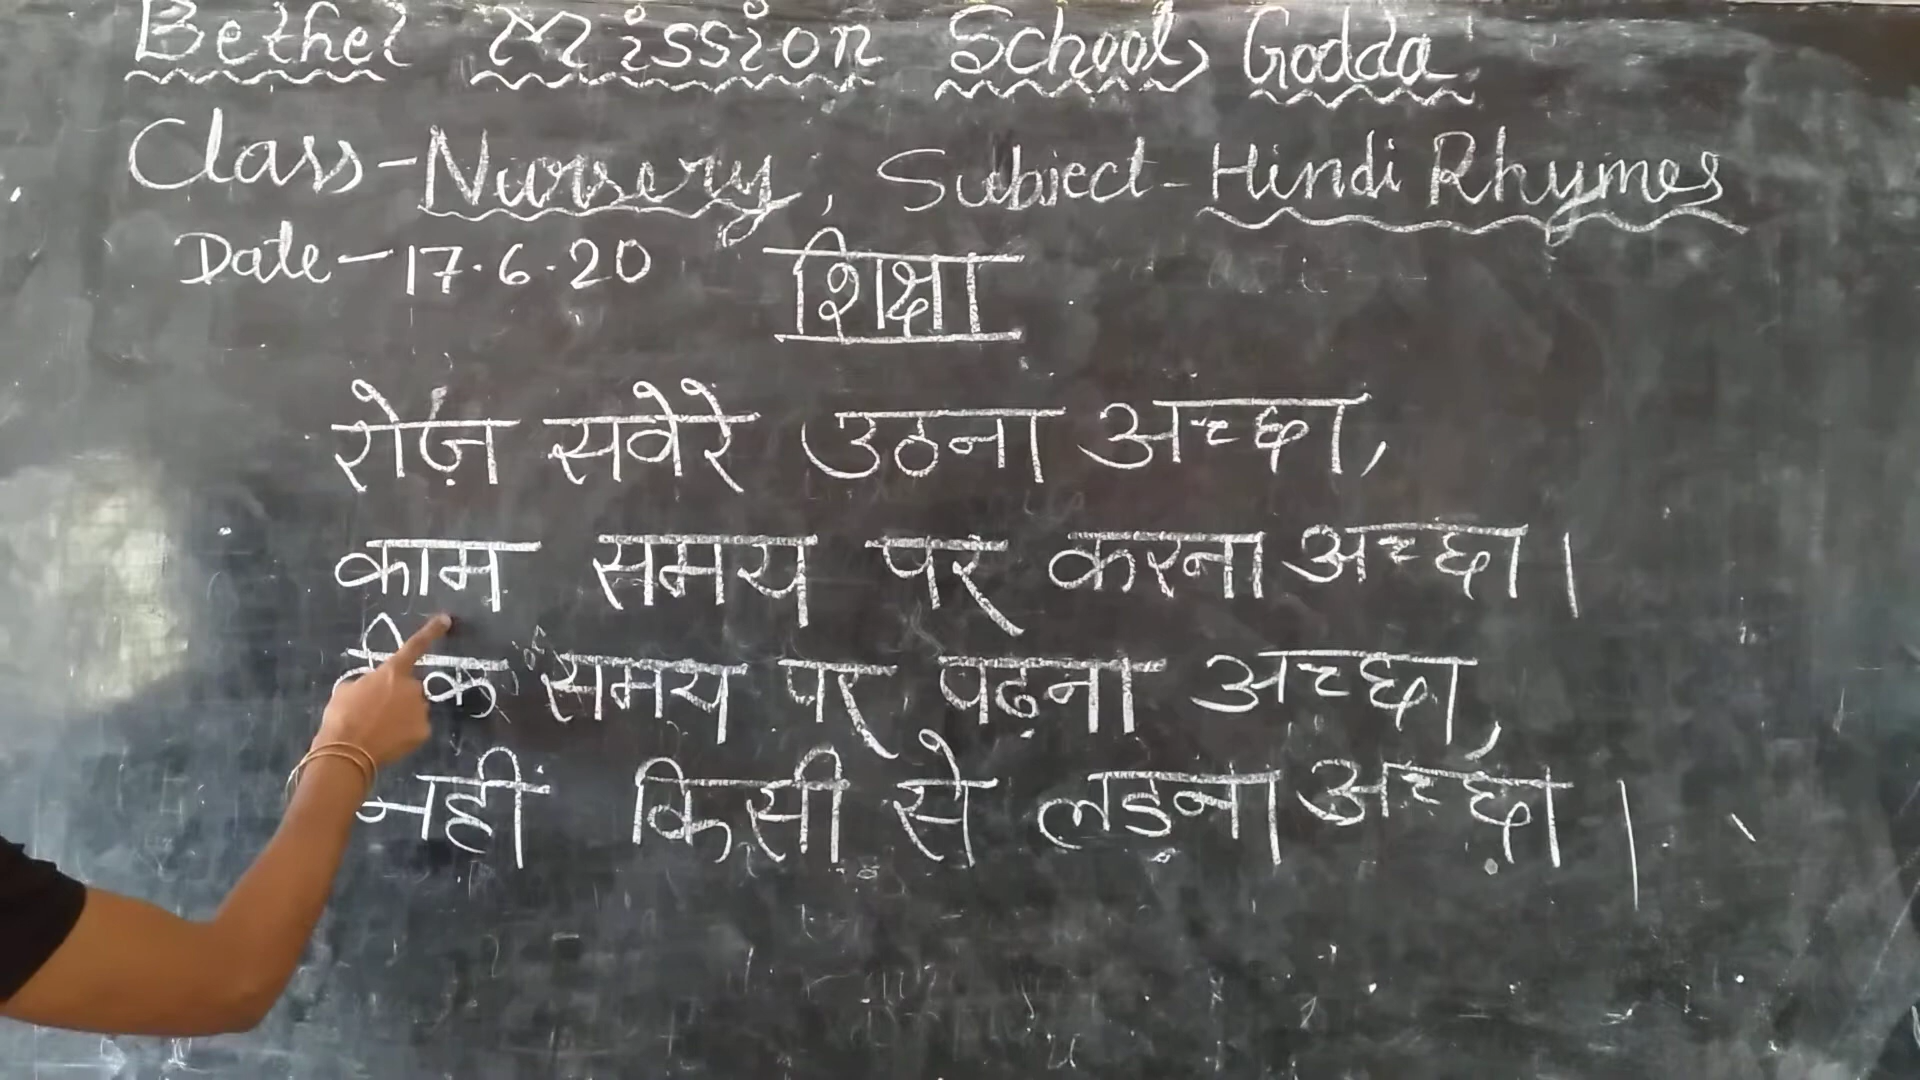 Bethel Mission School, Godda
Class-Nursery, Subject-Hindi Rhymes
Date-17.6.20
शिक्षा
रोज़ सवेरे उठना अच्छा,
काम समय पर करना अच्छा।
समय पर पढ़ना अच्छा,
नही किसी से लड़ना अच्छा।